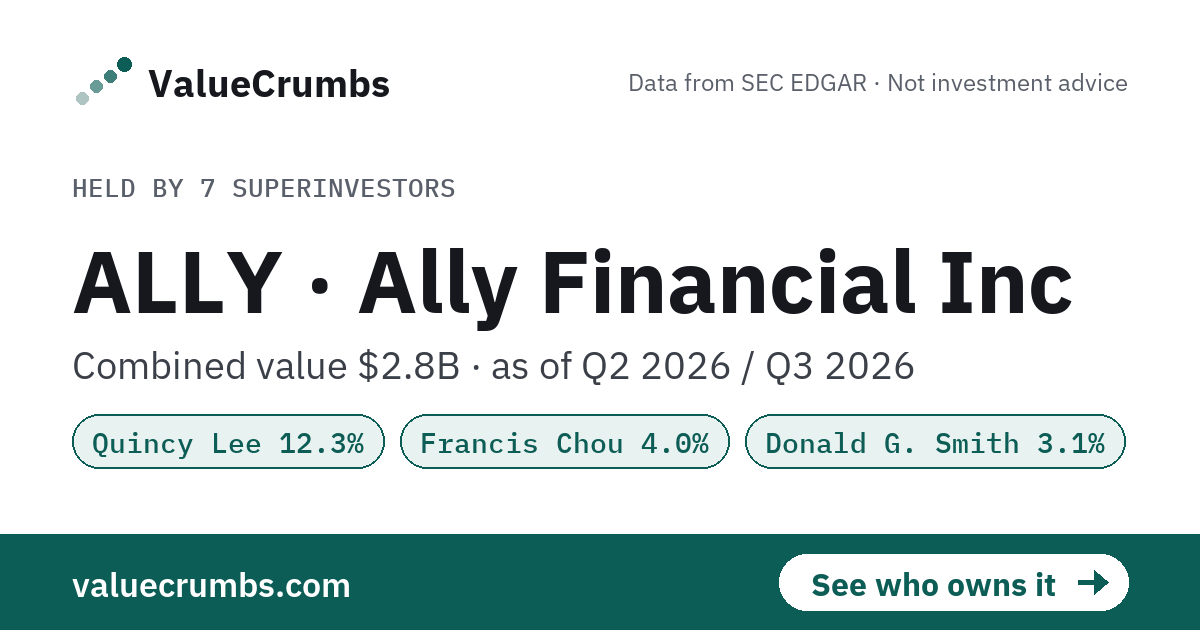 ValueCrumbs
Data from SEC EDGAR · Not investment advice
HELD BY 7 SUPERINVESTORS
ALLY · Ally Financial Inc
Combined value $2.8B · as of Q2 2026 / Q3 2026
Quincy Lee 12.3%
Francis Chou 4.0%
Donald G. Smith 3.1%
valuecrumbs.com
See who owns it →